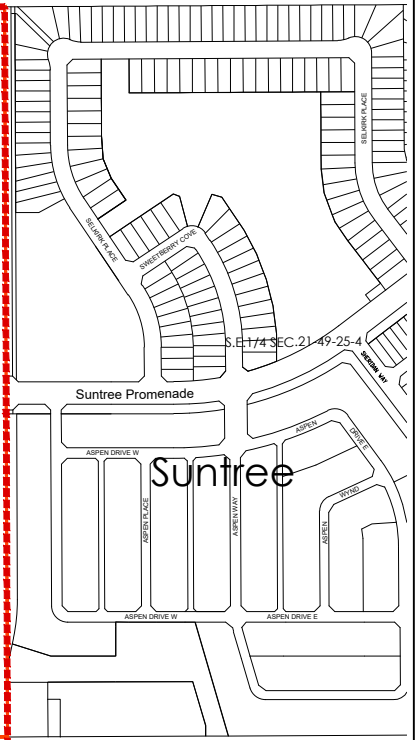 SELKIRK PLACE
SELKIRK PLACE
SWEETBERRY COVE
S.E.1/4 SEC.21-49-25-4
SHERITAN WAY
Suntree Promenade
ASPEN
DRIVE E
ASPEN DRIVE W
Suntree
WYND
ASPEN PLACE
ASPEN WAY
ASPEN
ASPEN DRIVE W
ASPEN DRIVE E